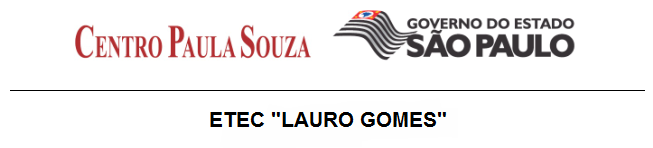 CENTRO PAULA SOUZA
GOVERNO DO ESTADO
SÃO PAULO
ETEC "LAURO GOMES"